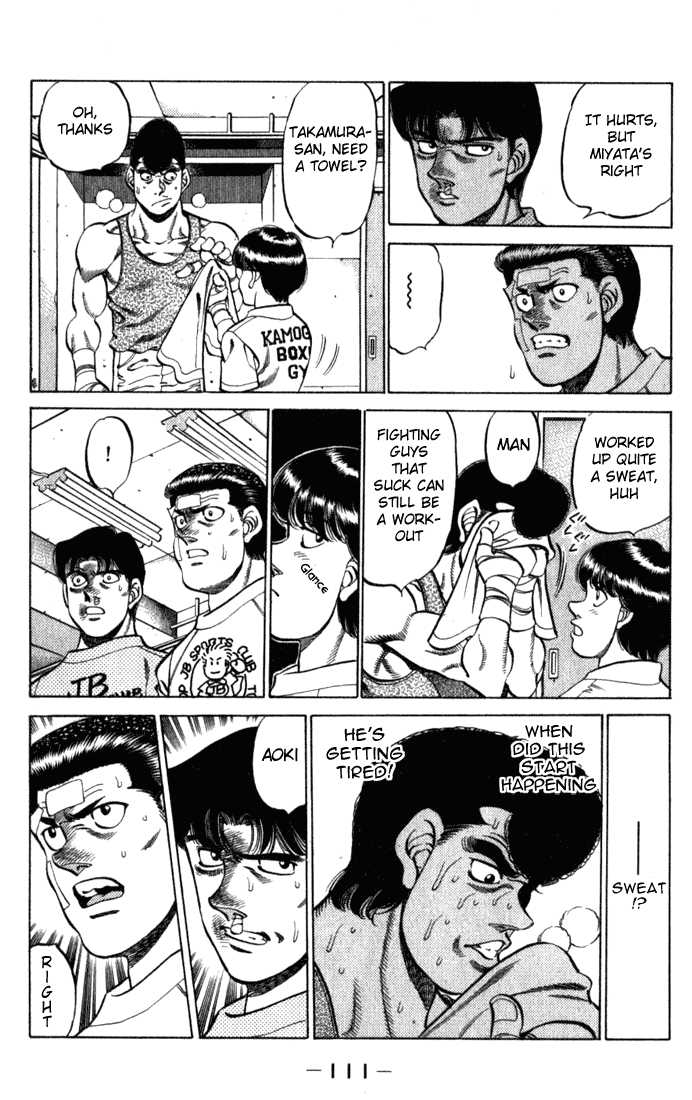 IT HURTS,
BUT
MIYATA'S
RIGHT
TAKAMURA-
SAN, NEED
A TOWEL?
OH,
THANKS
KAMOG
BOX
GY
WORKED
UP QUITE
A SWEAT,
HUH
MAN
FIGHTING
GUYS
THAT
SUCK CAN
STILL BE
A WORK-
OUT
Glance
!
JB SPORTS CLUB
JB
JB
SWEAT
!?
WHEN
DID THIS
START
HAPPENING
HE'S
GETTING
TIRED!
AOKI
RIGHT
- 111 -